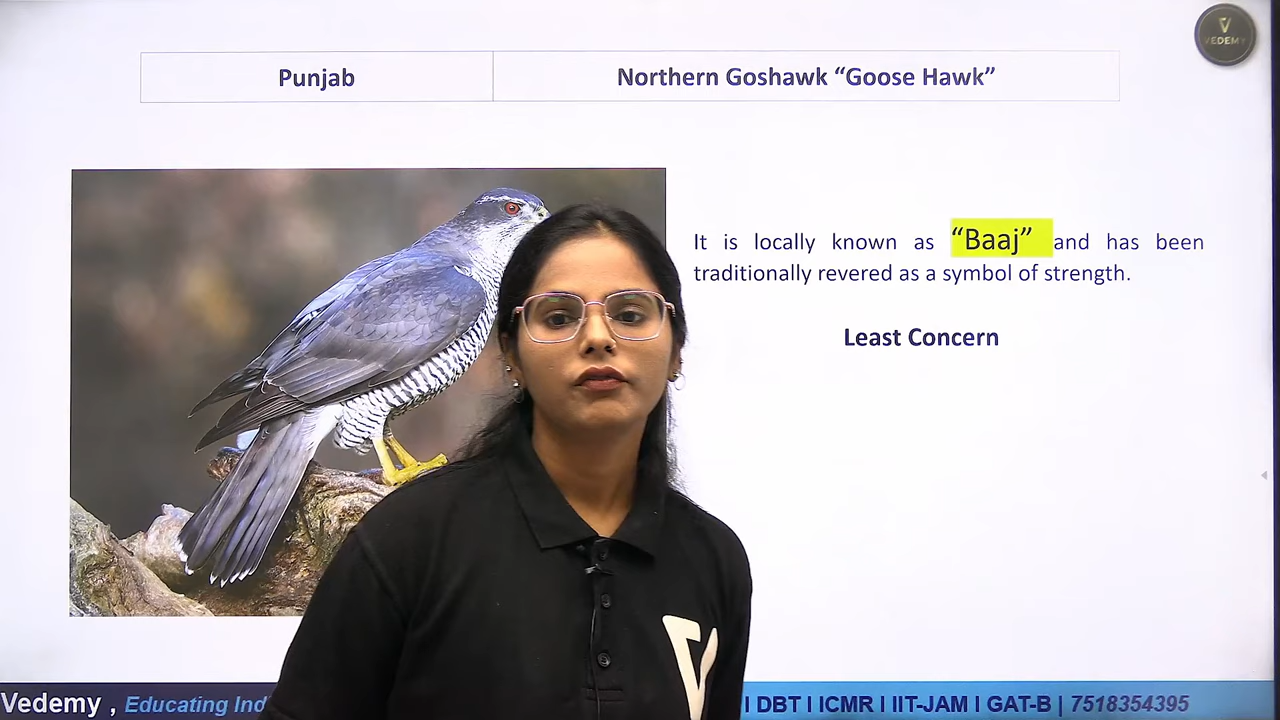 VEDEMY
Punjab
Northern Goshawk “Goose Hawk”
It is locally known as “Baaj” and has been
traditionally revered as a symbol of strength.
Least Concern
Vedemy , Educating Ind
I DBT I ICMR I IIT-JAM I GAT-B | 7518354395